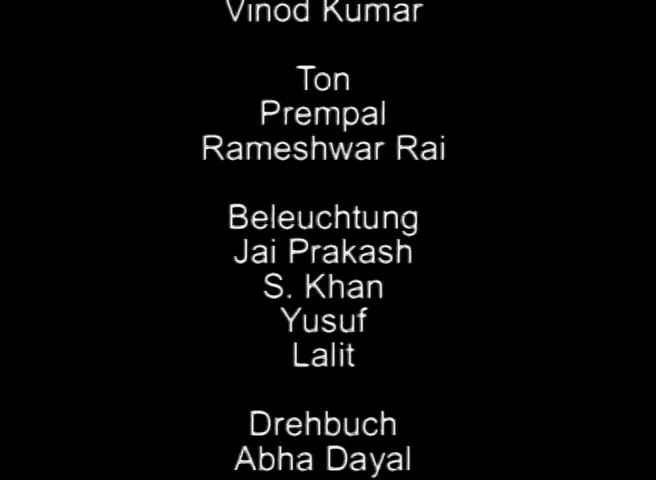 Vinod Kumar
Ton
Prempal
Rameshwar Rai
Beleuchtung
Jai Prakash
S. Khan
Yusuf
Lalit
Drehbuch
Abha Dayal